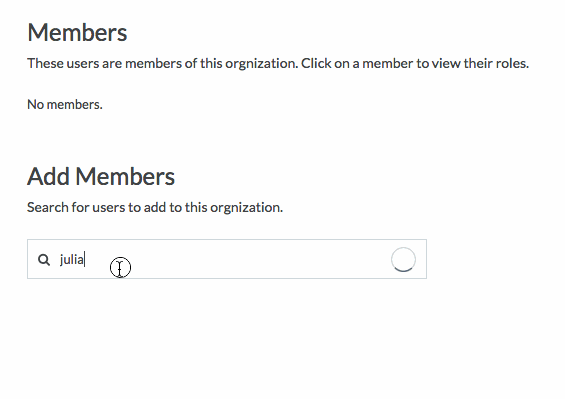 Members
These users are members of this orgnization. Click on a member to view their roles.
No members.
Add Members
Search for users to add to this orgnization.
julia